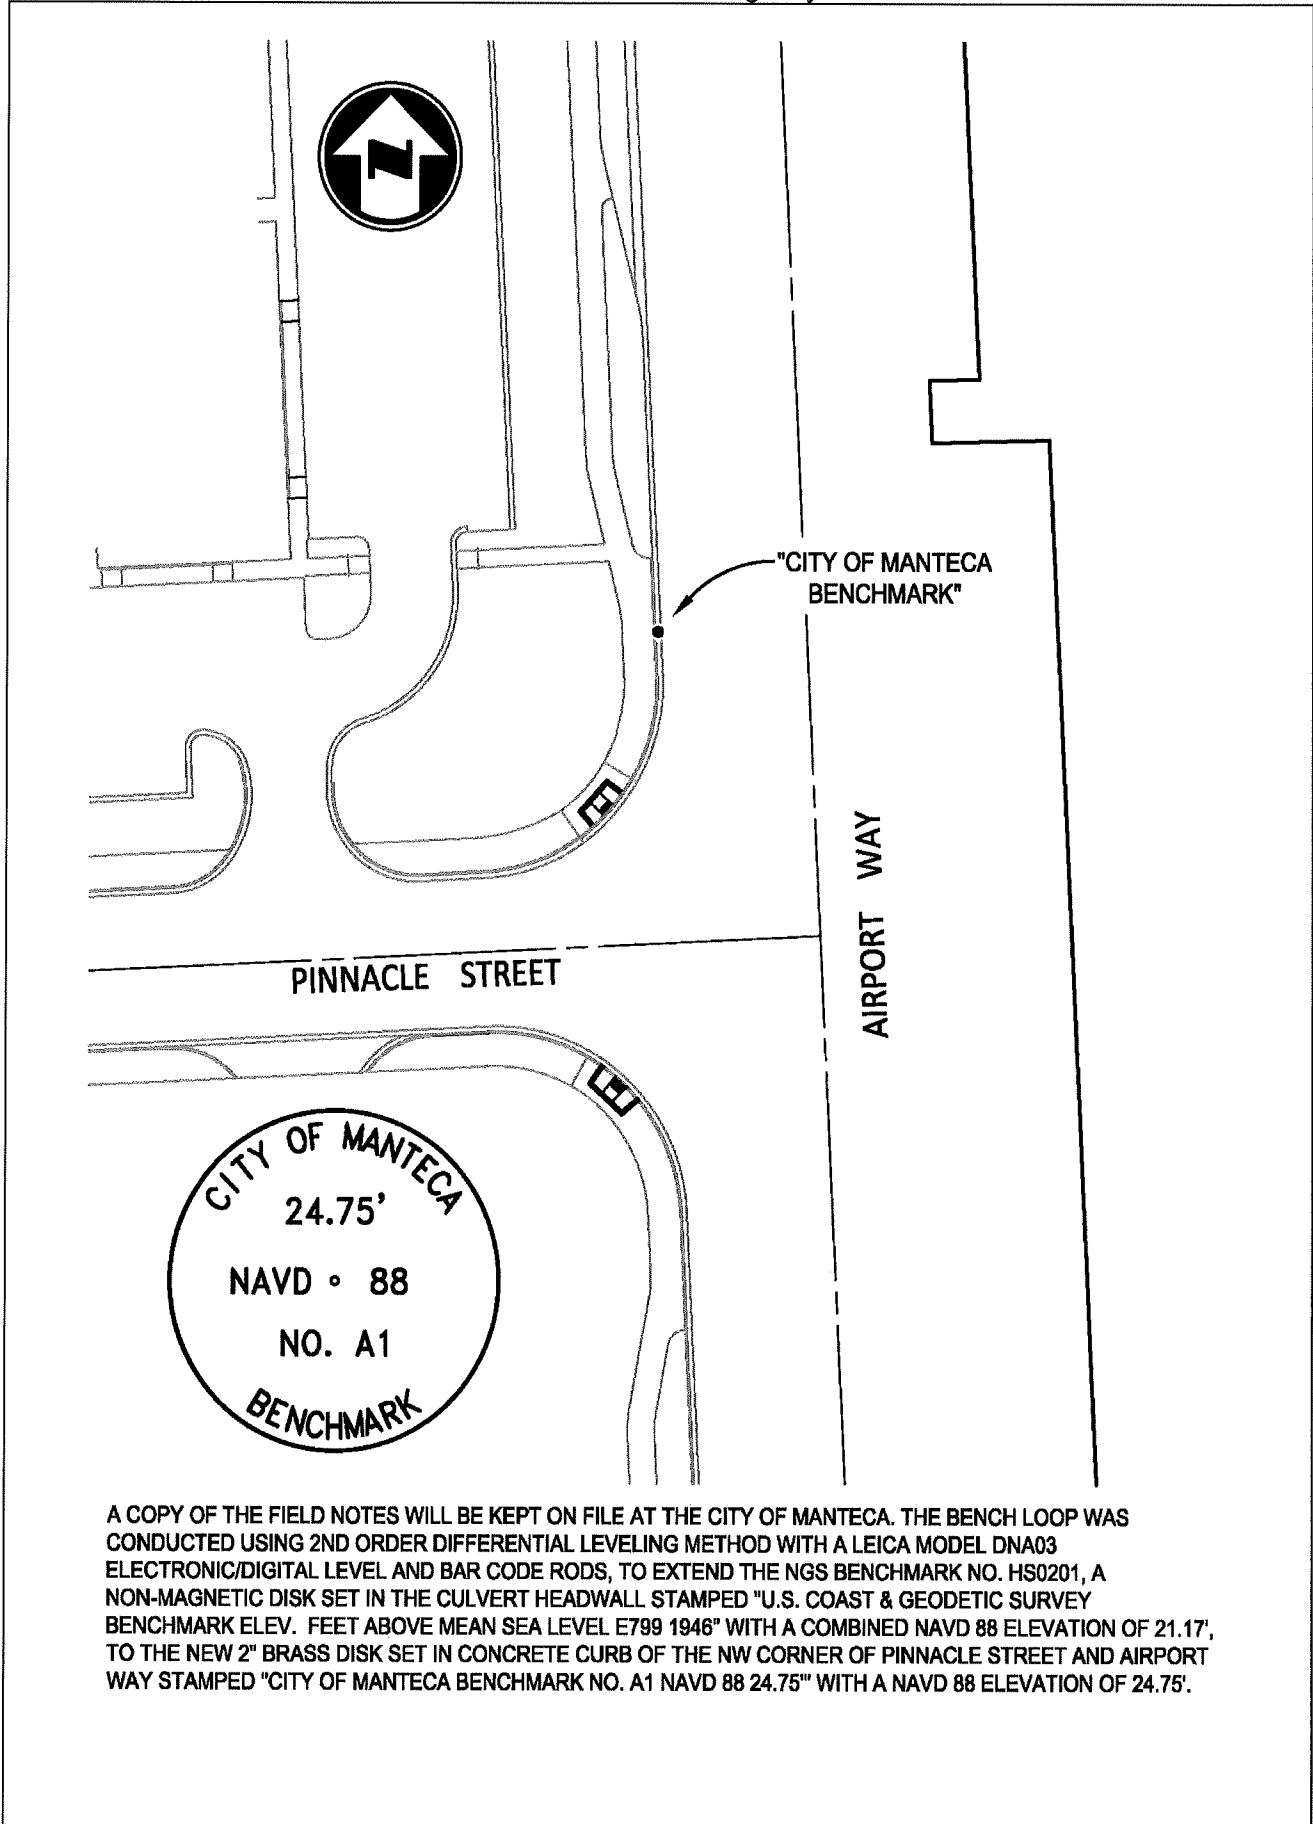 N
"CITY OF MANTECA
BENCHMARK"
AIRPORT WAY
PINNACLE STREET
CITY OF MANTECA
24.75'
NAVD 88
NO. A1
BENCHMARK
A COPY OF THE FIELD NOTES WILL BE KEPT ON FILE AT THE CITY OF MANTECA. THE BENCH LOOP WAS
CONDUCTED USING 2ND ORDER DIFFERENTIAL LEVELING METHOD WITH A LEICA MODEL DNA03
ELECTRONIC/DIGITAL LEVEL AND BAR CODE RODS, TO EXTEND THE NGS BENCHMARK NO. HS0201, A
NON-MAGNETIC DISK SET IN THE CULVERT HEADWALL STAMPED "U.S. COAST & GEODETIC SURVEY
BENCHMARK ELEV. FEET ABOVE MEAN SEA LEVEL E799 1946" WITH A COMBINED NAVD 88 ELEVATION OF 21.17',
TO THE NEW 2" BRASS DISK SET IN CONCRETE CURB OF THE NW CORNER OF PINNACLE STREET AND AIRPORT
WAY STAMPED "CITY OF MANTECA BENCHMARK NO. A1 NAVD 88 24.75'" WITH A NAVD 88 ELEVATION OF 24.75'.